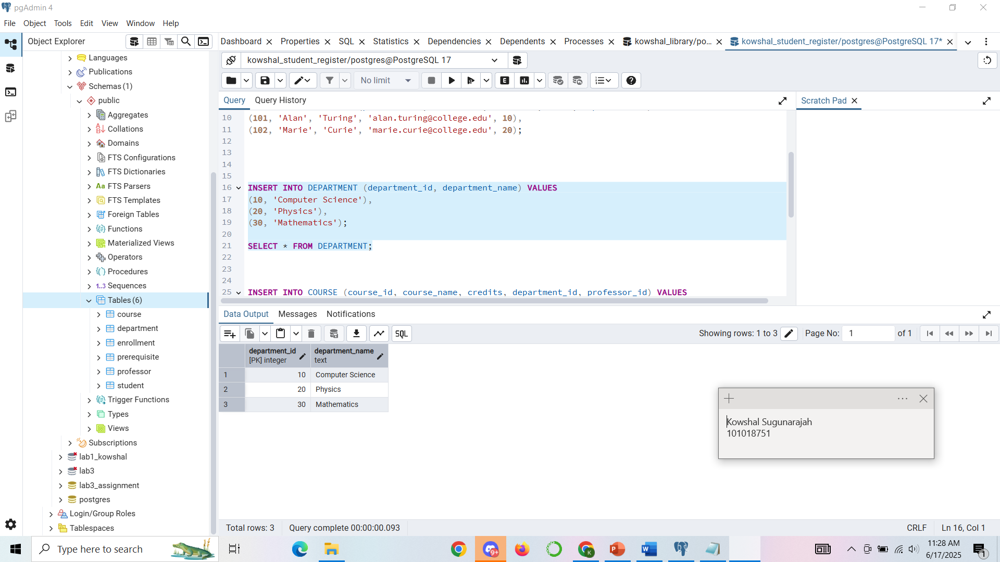 pgAdmin 4
File Object Tools Edit View Window Help
Object Explorer
Dashboard Properties SQL Statistics Dependencies Dependents Processes kowshal_library/po... kowshal_student_register/postgres@PostgreSQL 17*
Languages
Publications
Schemas (1)
public
Aggregates
Collations
Domains
FTS Configurations
FTS Dictionaries
Aa FTS Parsers
FTS Templates
Foreign Tables
Functions
Materialized Views
Operators
Procedures
1..3 Sequences
Tables (6)
course
department
enrollment
prerequisite
professor
student
Trigger Functions
Types
Views
Subscriptions
lab1_kowshal
lab3
lab3_assignment
postgres
Login/Group Roles
Tablespaces
kowshal_student_register/postgres@PostgreSQL 17
No limit
E
Query Query History
Scratch Pad
10 (101, 'Alan', 'Turing', 'alan.turing@college.edu', 10),
11 (102, 'Marie', 'Curie', 'marie.curie@college.edu', 20);
12
13
14
15
16 INSERT INTO DEPARTMENT (department_id, department_name) VALUES
17 (10, 'Computer Science'),
18 (20, 'Physics'),
19 (30, 'Mathematics');
20
21 SELECT * FROM DEPARTMENT;
22
23
24
25 INSERT INTO COURSE (course_id, course_name, credits, department_id, professor_id) VALUES
Data Output Messages Notifications
SQL
Showing rows: 1 to 3 Page No: 1 of 1
department_id department_name
[PK] integer text
1 10 Computer Science
2 20 Physics
3 30 Mathematics
Kowshal Sugunarajah
101018751
Total rows: 3 Query complete 00:00:00.093 CRLF Ln 16, Col 1
Type here to search
9+
K
P
W
11:28 AM
6/17/2025
1